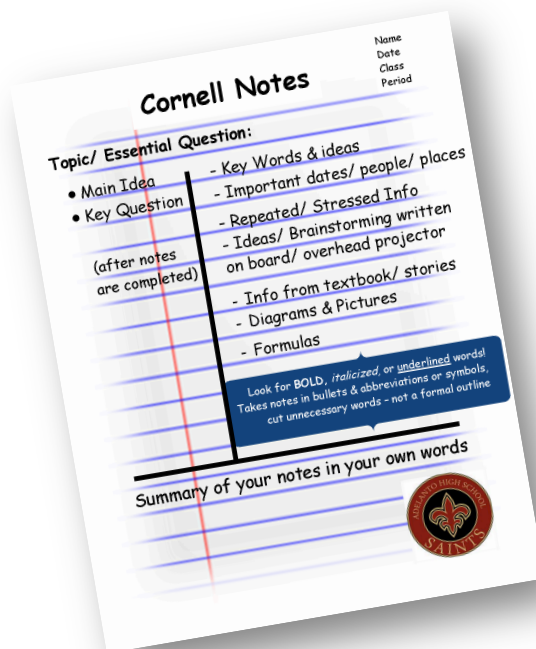 Name
Date
Class
Period
Cornell Notes
Topic/ Essential Question:
• Main Idea
• Key Question
(after notes
are completed)
- Key Words & ideas
- Important dates/ people/ places
- Repeated/ Stressed Info
- Ideas/ Brainstorming written
on board/ overhead projector
- Info from textbook/ stories
- Diagrams & Pictures
- Formulas
Look for BOLD, italicized, or underlined words!
Takes notes in bullets & abbreviations or symbols,
cut unnecessary words – not a formal outline
Summary of your notes in your own words
ADELANTO HIGH SCHOOL
SAINTS